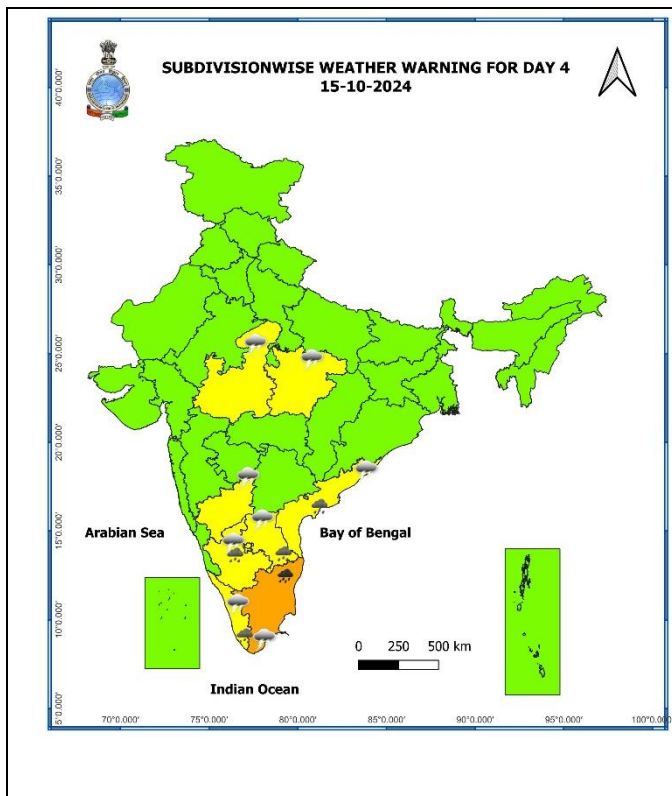 SUBDIVISIONWISE WEATHER WARNING FOR DAY 4
15-10-2024
40°0.000'
35°0.000'
30°0.000'
25°0.000'
20°0.000'
15°0.000'
10°0.000'
5°0.000'
Arabian Sea
Bay of Bengal
0 250 500 km
Indian Ocean
70°0.000' 75°0.000' 80°0.000' 85°0.000' 90°0.000' 95°0.000' 100°0.000'